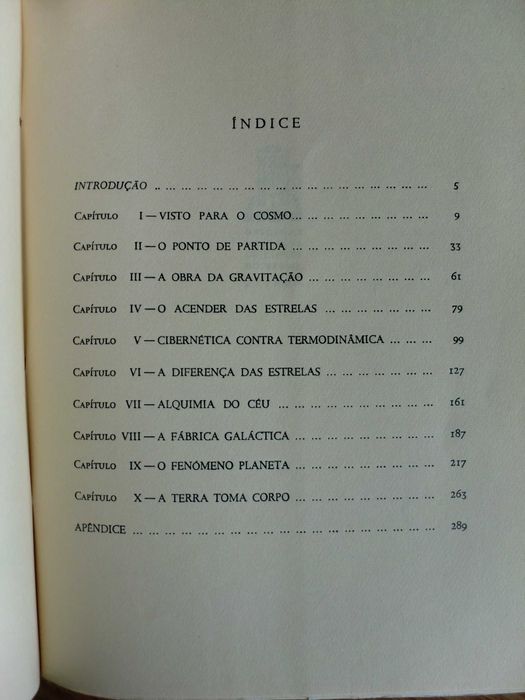 ÍNDICE
INTRODUÇÃO .. ... ... ... ... ... ... ... ... ... ... ... ... ... ... ... 5
CAPÍTULO I — VISTO PARA O COSMO... ... ... ... ... ... ... ... 9
CAPÍTULO II — O PONTO DE PARTIDA ... ... ... ... ... ... ... 33
CAPÍTULO III — A OBRA DA GRAVITAÇÃO ... ... ... ... ... ... ... 61
CAPÍTULO IV — O ACENDER DAS ESTRELAS ... ... ... ... ... ... 79
CAPÍTULO V — CIBERNÉTICA CONTRA TERMODINÂMICA ... ... ... 99
CAPÍTULO VI — A DIFERENÇA DAS ESTRELAS ... ... ... ... ... ... 127
CAPÍTULO VII — ALQUIMIA DO CÉU ... ... ... ... ... ... ... ... 161
CAPÍTULO VIII — A FÁBRICA GALÁCTICA ... ... ... ... ... ... ... 187
CAPÍTULO IX — O FENÓMENO PLANETA ... ... ... ... ... ... ... 217
CAPÍTULO X — A TERRA TOMA CORPO ... ... ... ... ... ... ... 263
APÊNDICE ... ... ... ... ... ... ... ... ... ... ... ... ... ... ... 289